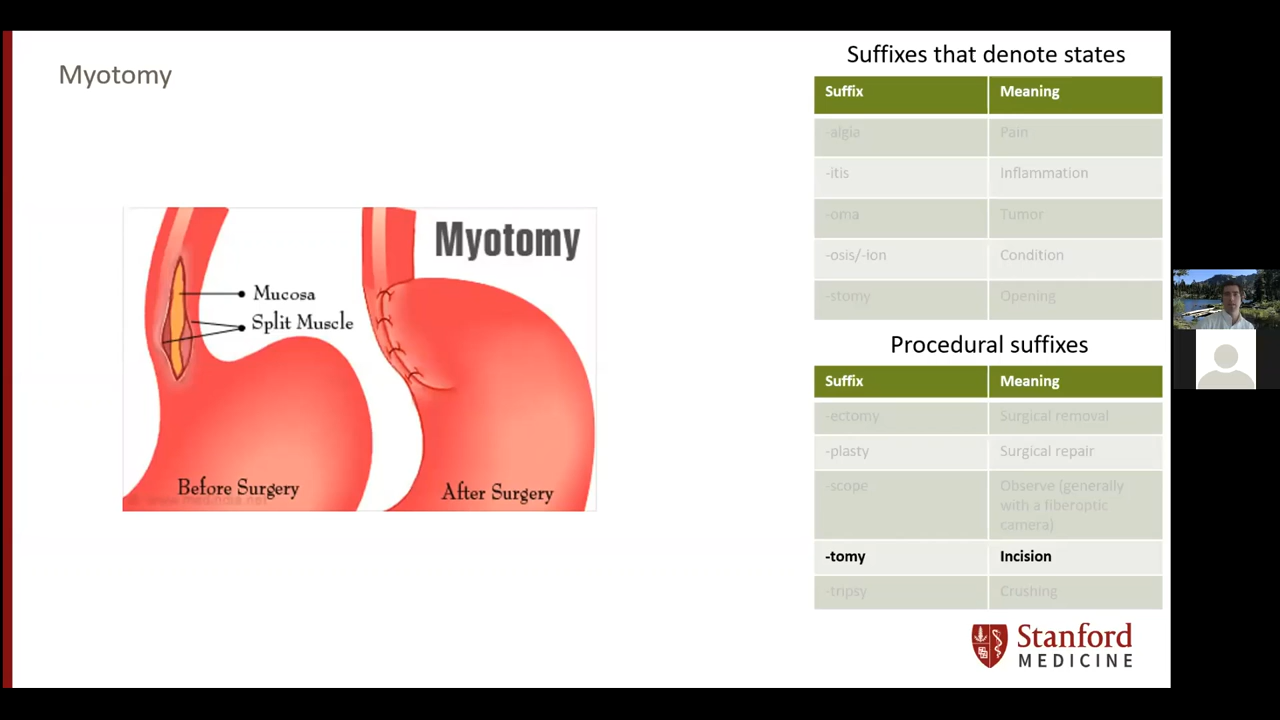 Myotomy
Myotomy
Mucosa
Split Muscle
Before Surgery
After Surgery
Suffixes that denote states
Suffix Meaning
-algia Pain
-itis Inflammation
-oma Tumor
-osis/-ion Condition
-stomy Opening
Procedural suffixes
Suffix Meaning
-ectomy Surgical removal
-plasty Surgical repair
-scope Observe (generally
with a fiberoptic
camera)
-tomy Incision
-tripsy Crushing
Stanford
MEDICINE